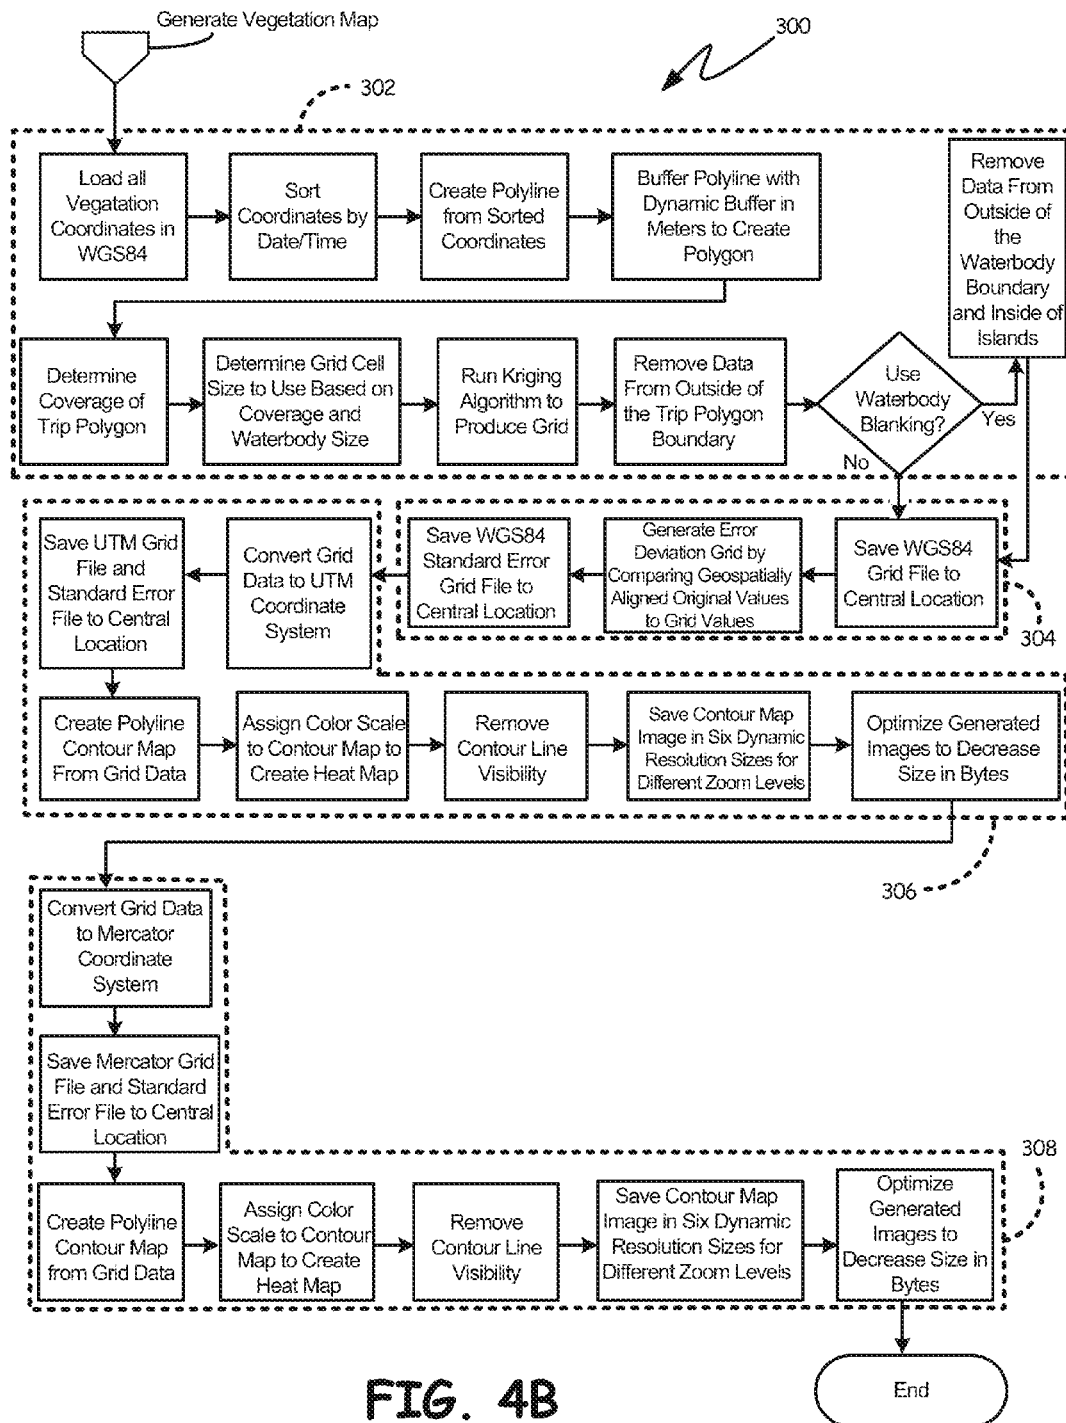 Generate Vegetation Map
300
302
Load all
Vegatation
Coordinates in
WGS84
Sort
Coordinates by
Date/Time
Create Polyline
from Sorted
Coordinates
Buffer Polyline with
Dynamic Buffer in
Meters to Create
Polygon
Remove
Data From
Outside of
the
Waterbody
Boundary
and Inside of
Islands
Determine
Coverage of
Trip Polygon
Determine Grid Cell
Size to Use Based on
Coverage and
Waterbody Size
Run Kriging
Algorithm to
Produce Grid
Remove Data
From Outside of
the Trip Polygon
Boundary
Use
Waterbody
Blanking?
Yes
No
Save UTM Grid
File and
Standard Error
File to Central
Location
Convert Grid
Data to UTM
Coordinate
System
Save WGS84
Standard Error
Grid File to
Central Location
Generate Error
Deviation Grid by
Comparing Geospatially
Aligned Original Values
to Grid Values
Save WGS84
Grid File to
Central Location
304
Create Polyline
Contour Map
From Grid Data
Assign Color Scale
to Contour Map to
Create Heat Map
Remove
Contour Line
Visibility
Save Contour Map
Image in Six Dynamic
Resolution Sizes for
Different Zoom Levels
Optimize Generated
Images to Decrease
Size in Bytes
306
Convert Grid Data
to Mercator
Coordinate
System
Save Mercator Grid
File and Standard
Error File to Central
Location
308
Create Polyline
Contour Map
from Grid Data
Assign Color
Scale to Contour
Map to Create
Heat Map
Remove
Contour Line
Visibility
Save Contour Map
Image in Six Dynamic
Resolution Sizes for
Different Zoom Levels
Optimize
Generated
Images to
Decrease Size in
Bytes
End
FIG. 4B